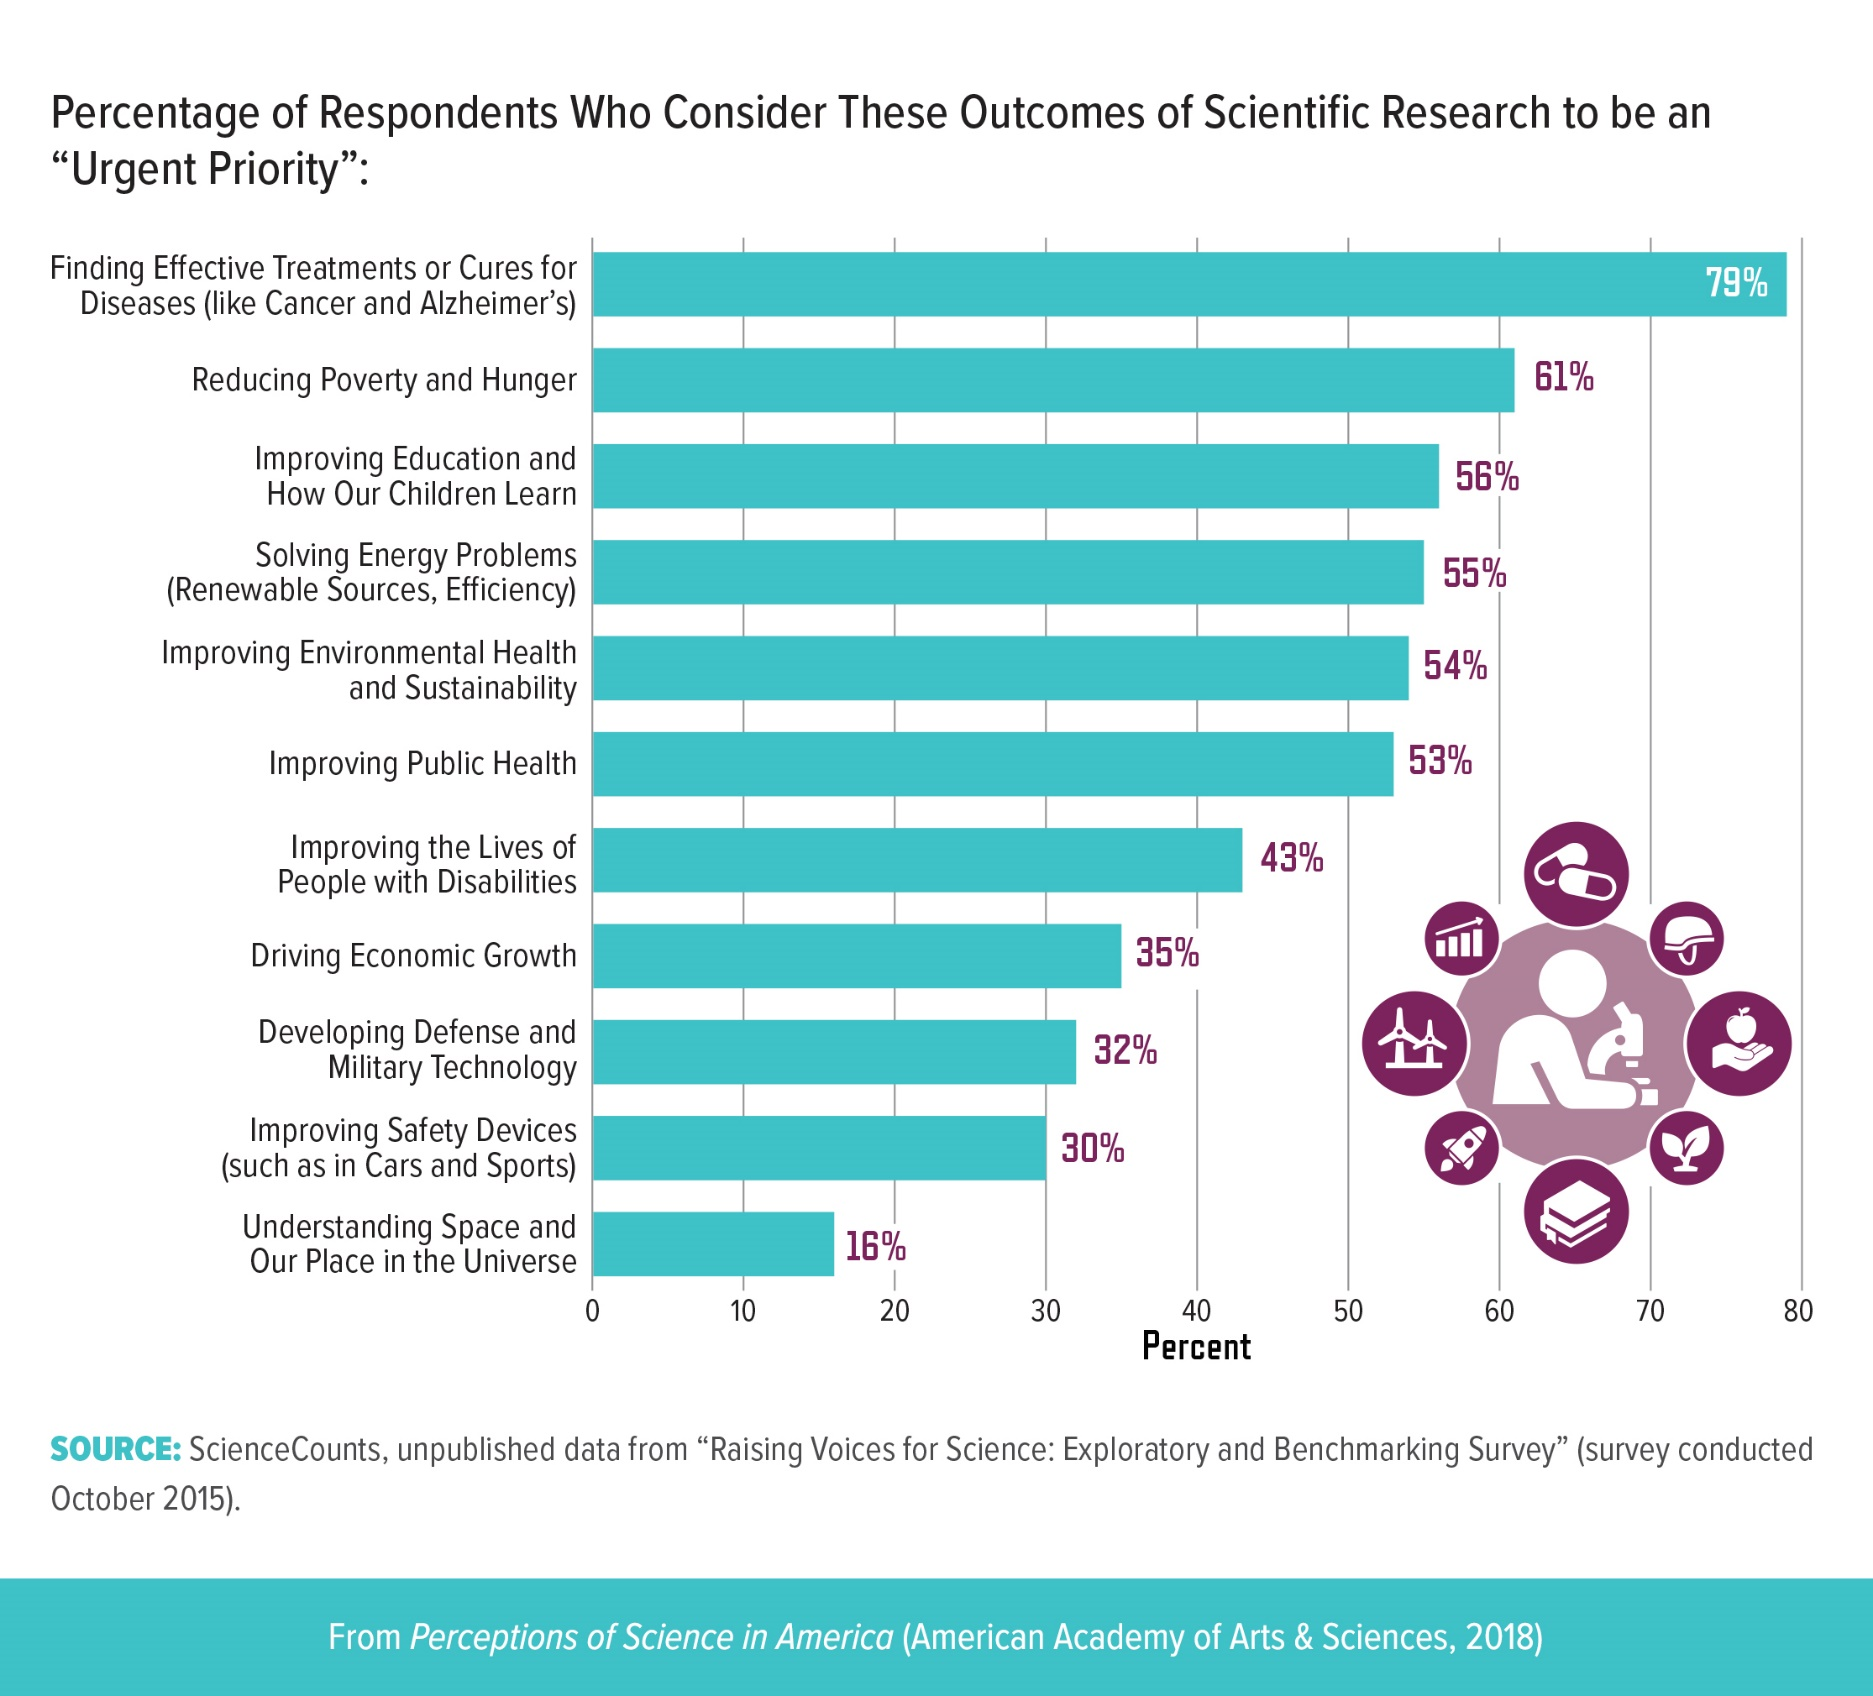 Percentage of Respondents Who Consider These Outcomes of Scientific Research to be an
“Urgent Priority”:
Finding Effective Treatments or Cures for
Diseases (like Cancer and Alzheimer’s)
79%
Reducing Poverty and Hunger
61%
Improving Education and
How Our Children Learn
56%
Solving Energy Problems
(Renewable Sources, Efficiency)
55%
Improving Environmental Health
and Sustainability
54%
Improving Public Health
53%
Improving the Lives of
People with Disabilities
43%
Driving Economic Growth
35%
Developing Defense and
Military Technology
32%
Improving Safety Devices
(such as in Cars and Sports)
30%
Understanding Space and
Our Place in the Universe
16%
0 10 20 30 40 50 60 70 80
Percent
SOURCE: ScienceCounts, unpublished data from “Raising Voices for Science: Exploratory and Benchmarking Survey” (survey conducted
October 2015).
From Perceptions of Science in America (American Academy of Arts & Sciences, 2018)